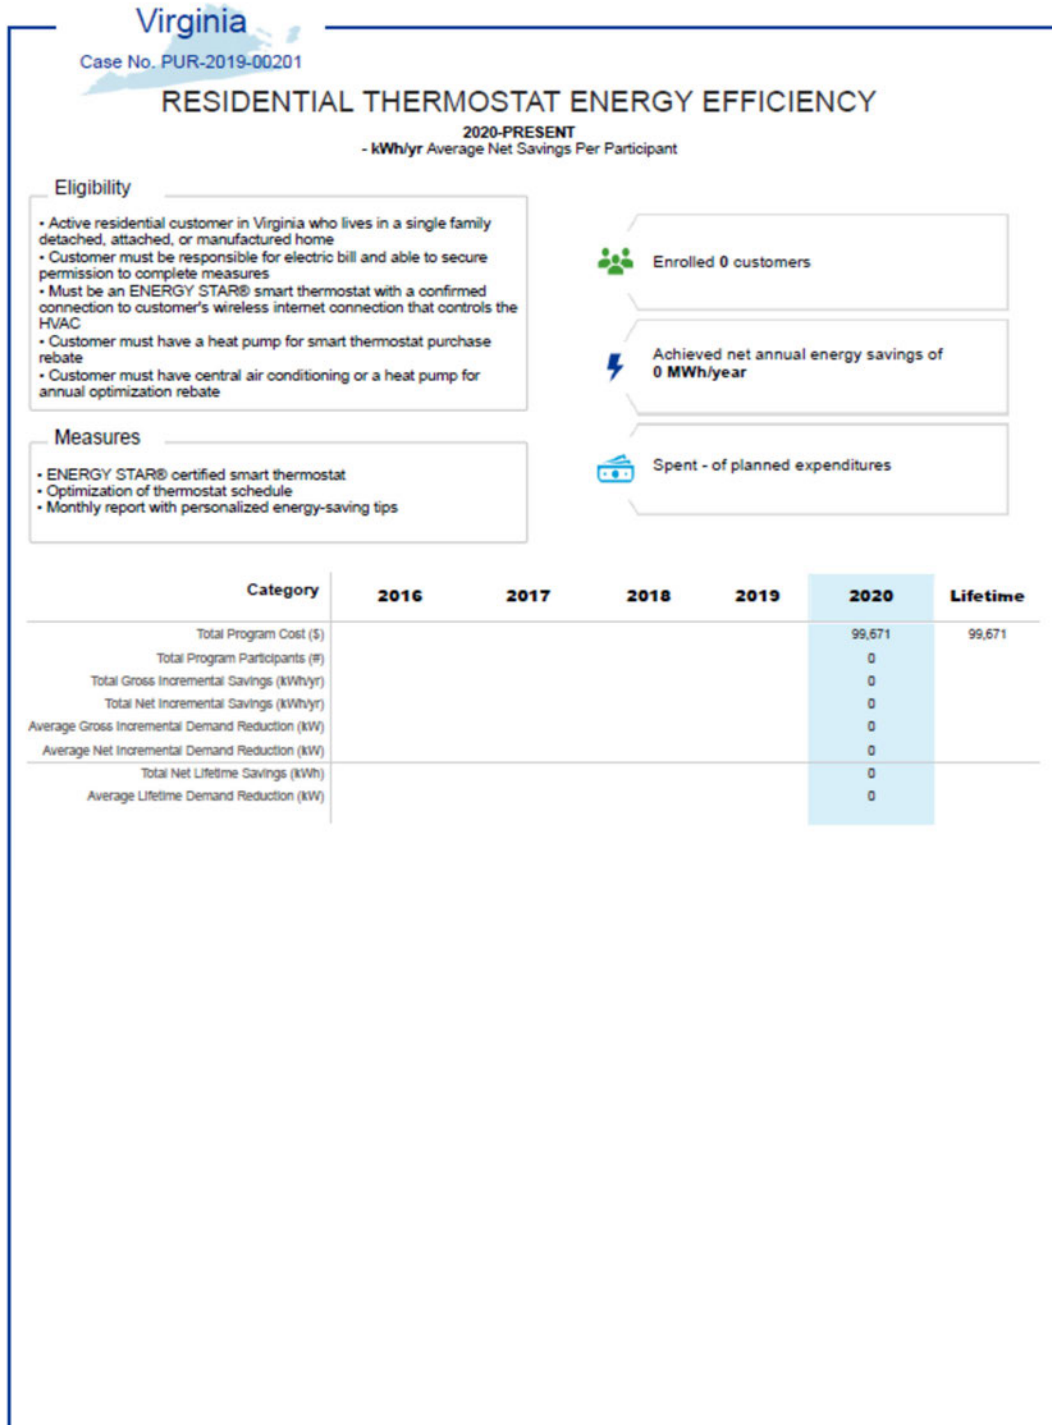 Virginia
Case No. PUR-2019-00201
RESIDENTIAL THERMOSTAT ENERGY EFFICIENCY
2020-PRESENT
- kWh/yr Average Net Savings Per Participant
Eligibility
• Active residential customer in Virginia who lives in a single family
detached, attached, or manufactured home
• Customer must be responsible for electric bill and able to secure
permission to complete measures
• Must be an ENERGY STAR® smart thermostat with a confirmed
connection to customer's wireless internet connection that controls the
HVAC
• Customer must have a heat pump for smart thermostat purchase
rebate
• Customer must have central air conditioning or a heat pump for
annual optimization rebate
Measures
• ENERGY STAR® certified smart thermostat
• Optimization of thermostat schedule
• Monthly report with personalized energy-saving tips
Enrolled 0 customers
Achieved net annual energy savings of
0 MWh/year
Spent - of planned expenditures
Category 2016 2017 2018 2019 2020 Lifetime
Total Program Cost ($) 99,671 99,671
Total Program Participants (#) 0
Total Gross Incremental Savings (kWh/yr) 0
Total Net Incremental Savings (kWh/yr) 0
Average Gross Incremental Demand Reduction (kW) 0
Average Net Incremental Demand Reduction (kW) 0
Total Net Lifetime Savings (kWh) 0
Average Lifetime Demand Reduction (kW) 0